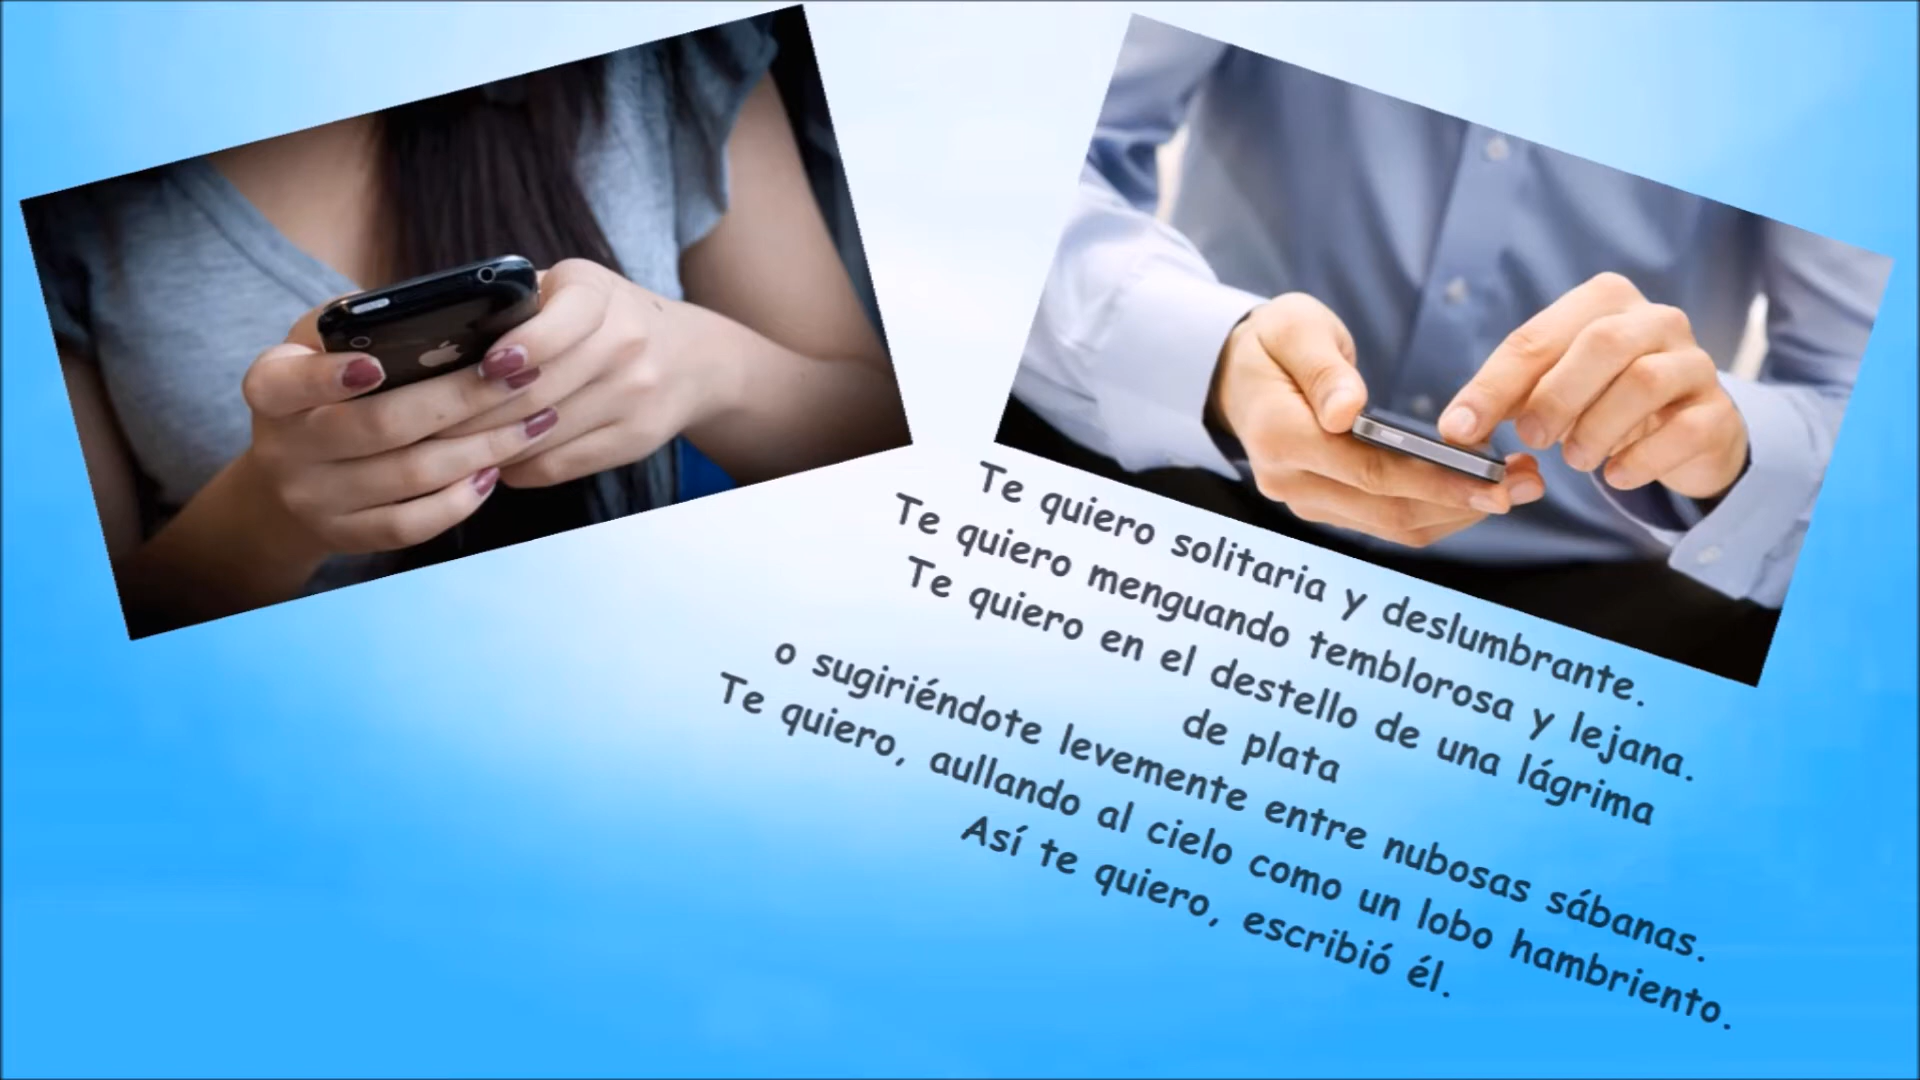 Te quiero solitaria y deslumbrante.
Te quiero menguando temblorosa y lejana.
Te quiero en el destello de una lágrima
de plata
o sugiriéndote levemente entre nubosas sábanas.
Te quiero, aullando al cielo como un lobo hambriento.
Así te quiero, escribió él.